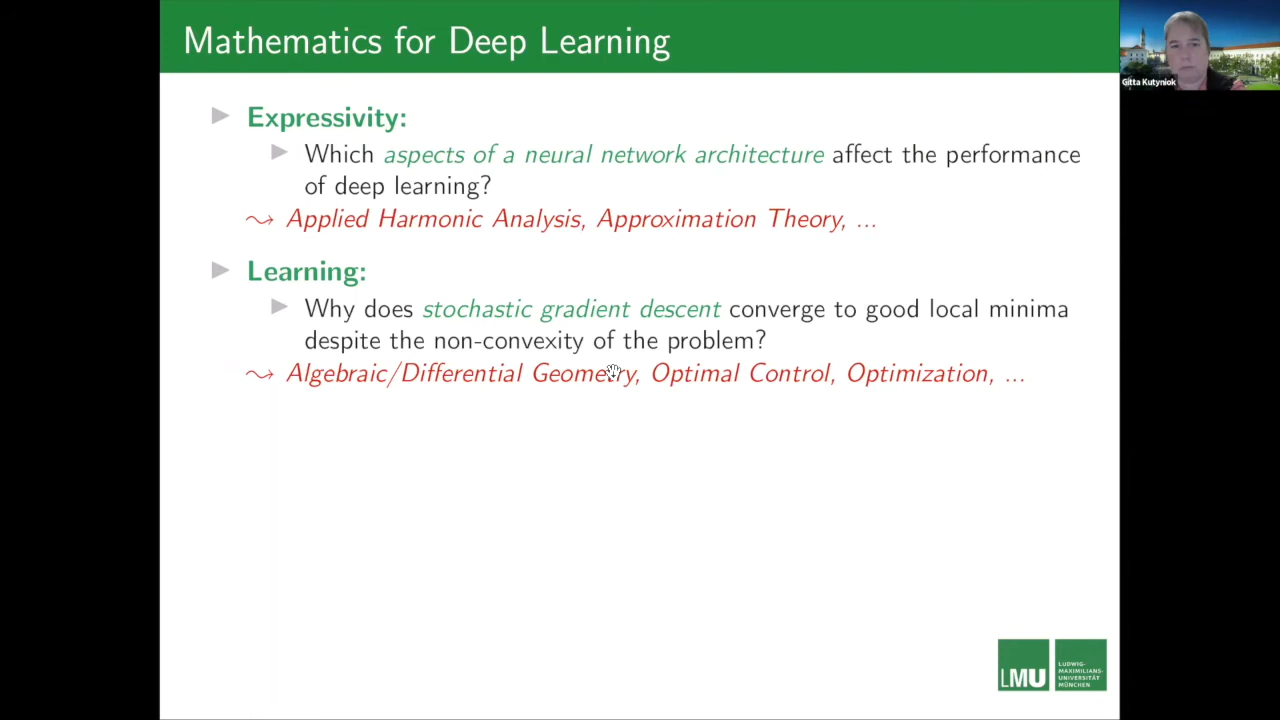 Mathematics for Deep Learning
Gitta Kutyniok
Expressivity:
Which aspects of a neural network architecture affect the performance
of deep learning?
⤳ Applied Harmonic Analysis, Approximation Theory, ...
Learning:
Why does stochastic gradient descent converge to good local minima
despite the non-convexity of the problem?
⤳ Algebraic/Differential Geometry, Optimal Control, Optimization, ...
LMU
LUDWIG-
MAXIMILIANS-
UNIVERSITÄT
MÜNCHEN